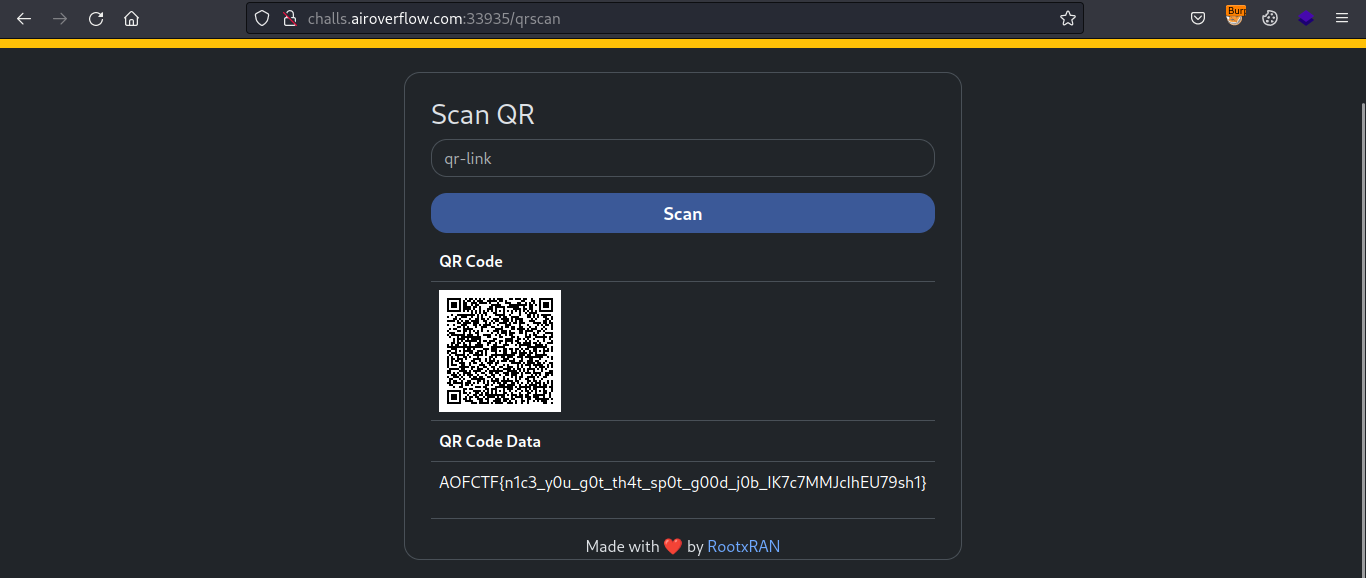 challs.airoverflow.com:33935/qrscan
Burp
Scan QR
qr-link
Scan
QR Code
QR Code Data
AOFCTF{n1c3_y0u_g0t_th4t_sp0t_g00d_j0b_IK7c7MMJclhEU79sh1}
Made with ❤️ by RootxRAN